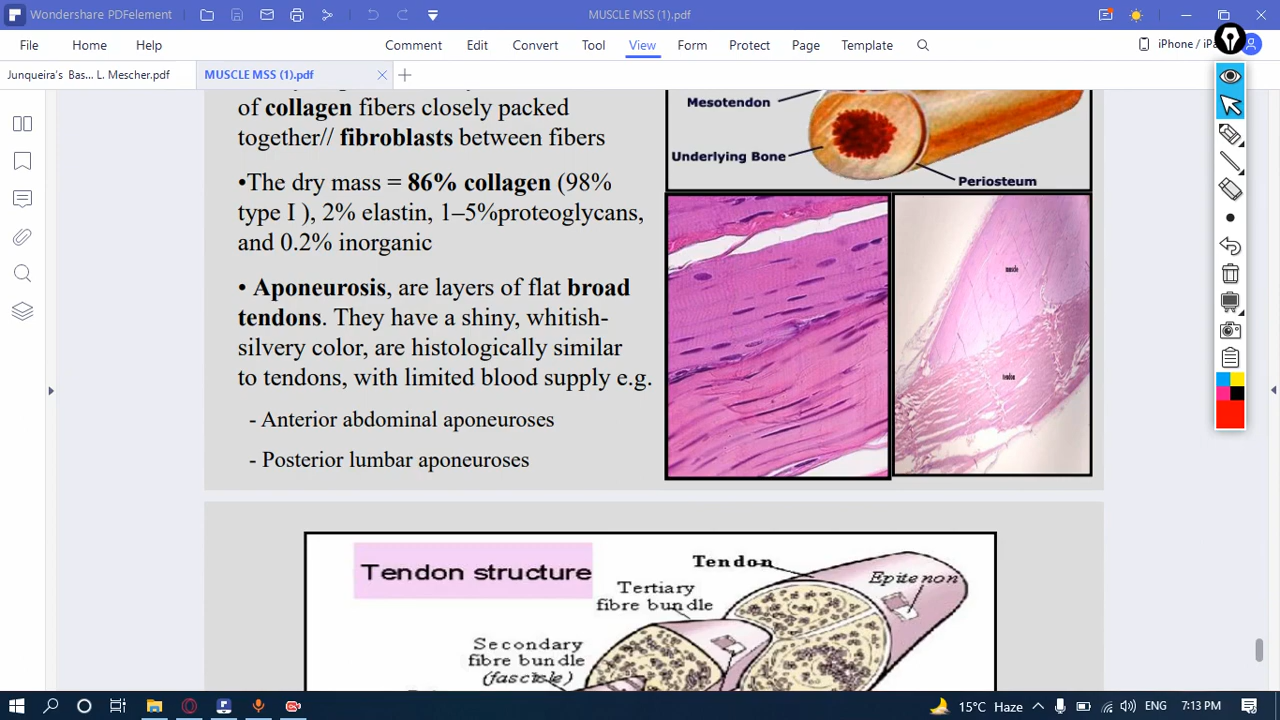 Wondershare PDFelement
MUSCLE MSS (1).pdf
File Home Help
Comment Edit Convert Tool View Form Protect Page Template
iPhone / iPa
Junqueira's Bas... L. Mescher.pdf
MUSCLE MSS (1).pdf
of collagen fibers closely packed
together// fibroblasts between fibers
•The dry mass = 86% collagen (98%
type I ), 2% elastin, 1–5%proteoglycans,
and 0.2% inorganic
• Aponeurosis, are layers of flat broad
tendons. They have a shiny, whitish-
silvery color, are histologically similar
to tendons, with limited blood supply e.g.
- Anterior abdominal aponeuroses
- Posterior lumbar aponeuroses
Mesotendon
Underlying Bone
Periosteum
muscle
tendon
Tendon structure
Tendon
Epitenon
Tertiary
fibre bundle
Secondary
fibre bundle
(fascicle)
15°C Haze
ENG
7:13 PM